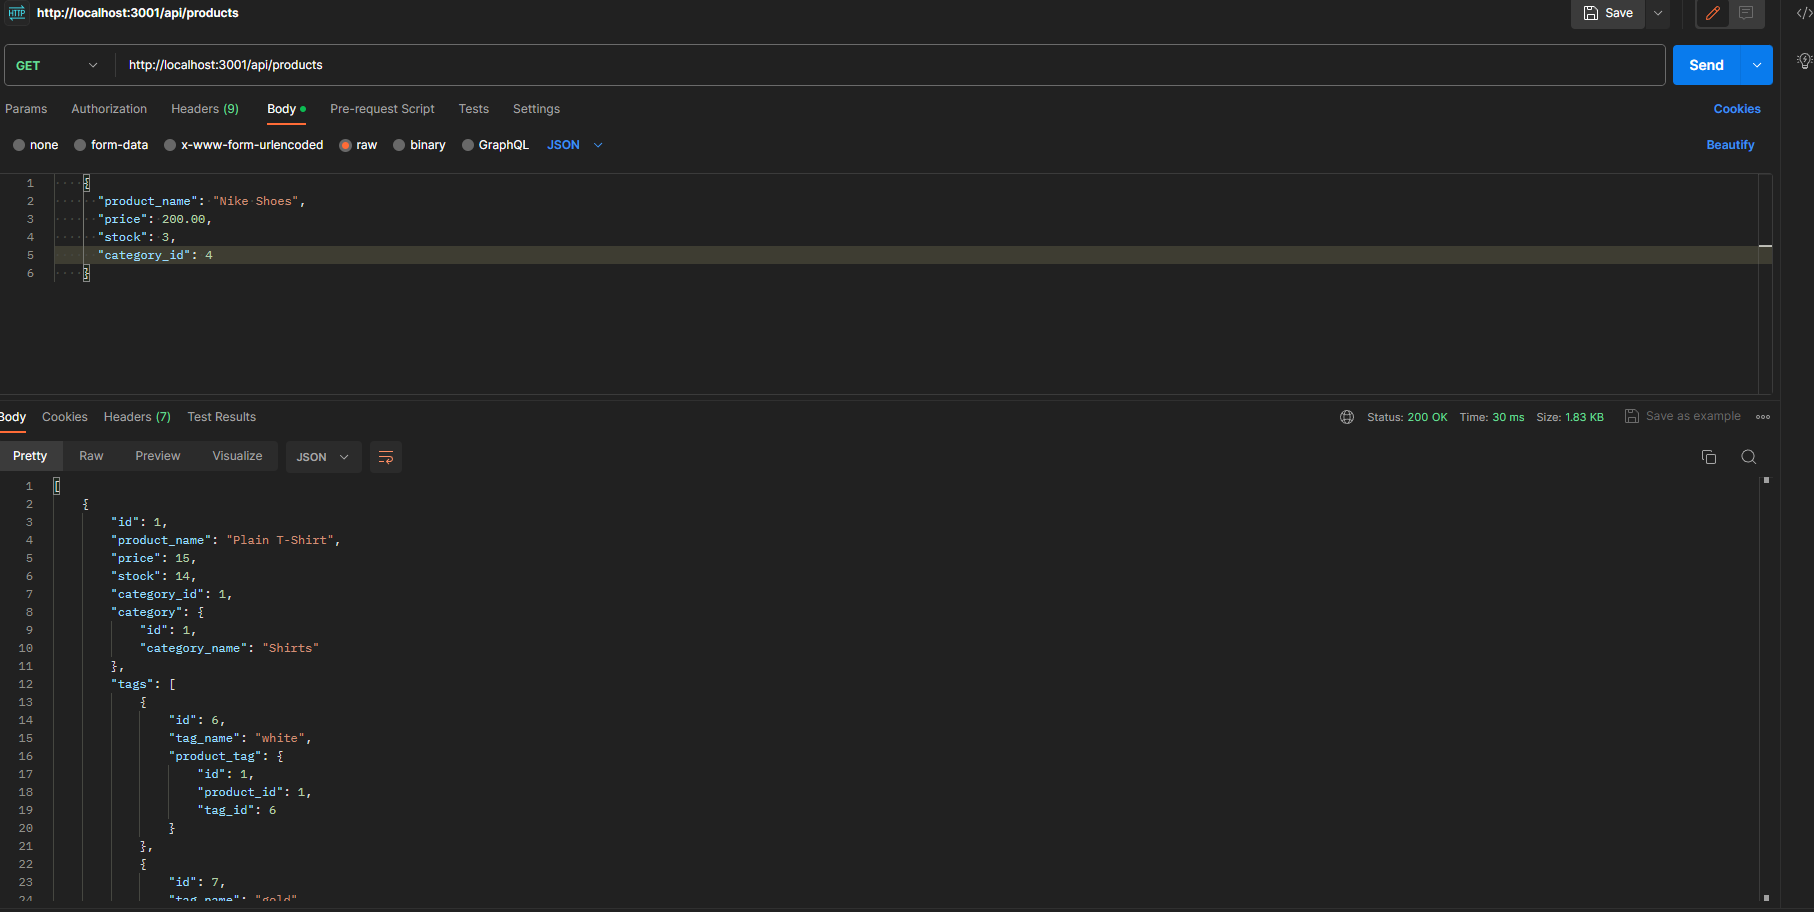 HTTP http://localhost:3001/api/products Save
GET http://localhost:3001/api/products Send
Params Authorization Headers (9) Body Pre-request Script Tests Settings Cookies
none form-data x-www-form-urlencoded raw binary GraphQL JSON Beautify
1 {
2 "product_name": "Nike Shoes",
3 "price": 200.00,
4 "stock": 3,
5 "category_id": 4
6 }
Body Cookies Headers (7) Test Results Status: 200 OK Time: 30 ms Size: 1.83 KB Save as example
Pretty Raw Preview Visualize JSON
1 [
2 {
3 "id": 1,
4 "product_name": "Plain T-Shirt",
5 "price": 15,
6 "stock": 14,
7 "category_id": 1,
8 "category": {
9 "id": 1,
10 "category_name": "Shirts"
11 },
12 "tags": [
13 {
14 "id": 6,
15 "tag_name": "white",
16 "product_tag": {
17 "id": 1,
18 "product_id": 1,
19 "tag_id": 6
20 }
21 },
22 {
23 "id": 7,
24 "tag_name": "gold"